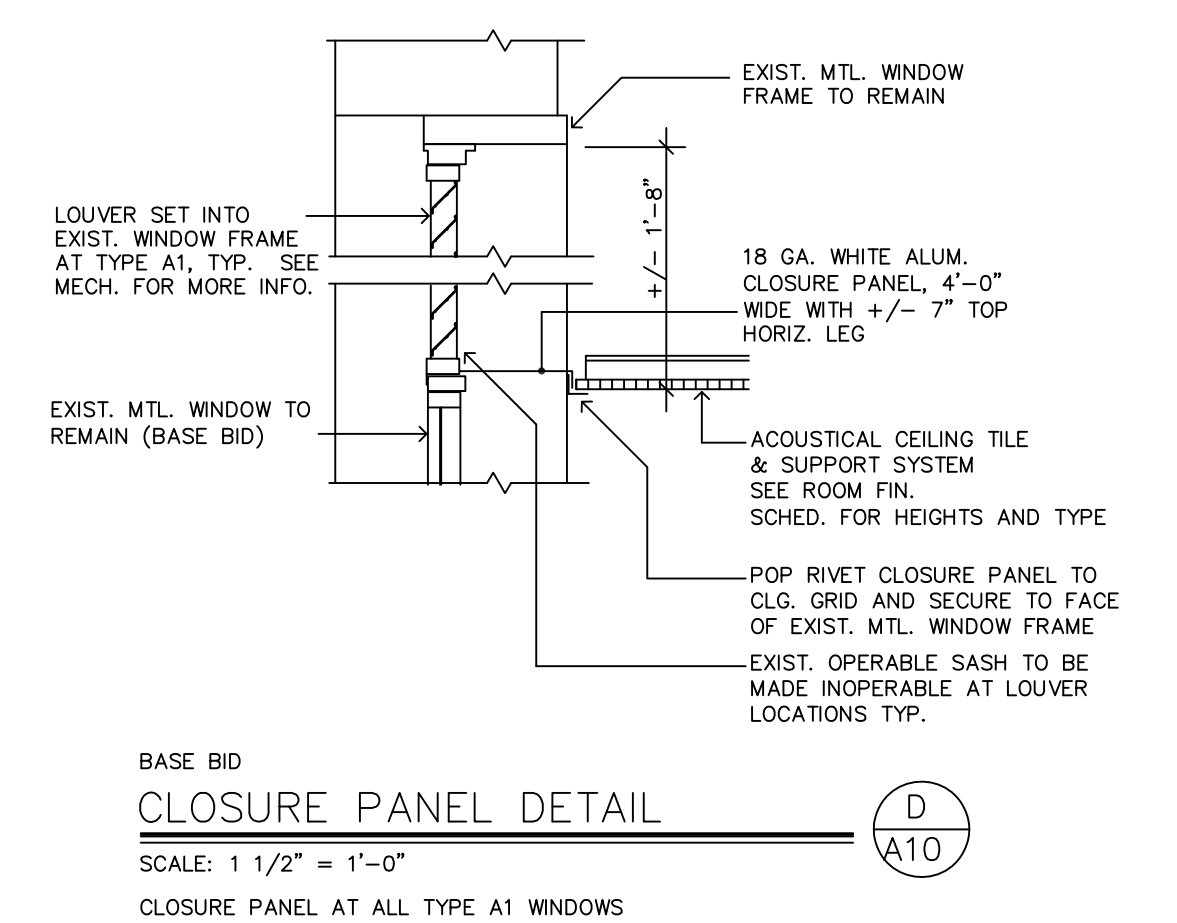 EXIST. MTL. WINDOW
FRAME TO REMAIN
+/- 1'-8"
LOUVER SET INTO
EXIST. WINDOW FRAME
AT TYPE A1, TYP. SEE
MECH. FOR MORE INFO.
18 GA. WHITE ALUM.
CLOSURE PANEL, 4'-0"
WIDE WITH +/- 7" TOP
HORIZ. LEG
EXIST. MTL. WINDOW TO
REMAIN (BASE BID)
ACOUSTICAL CEILING TILE
& SUPPORT SYSTEM
SEE ROOM FIN.
SCHED. FOR HEIGHTS AND TYPE
POP RIVET CLOSURE PANEL TO
CLG. GRID AND SECURE TO FACE
OF EXIST. MTL. WINDOW FRAME
EXIST. OPERABLE SASH TO BE
MADE INOPERABLE AT LOUVER
LOCATIONS TYP.
BASE BID
CLOSURE PANEL DETAIL
D
A10
SCALE: 1 1/2" = 1'-0"
CLOSURE PANEL AT ALL TYPE A1 WINDOWS